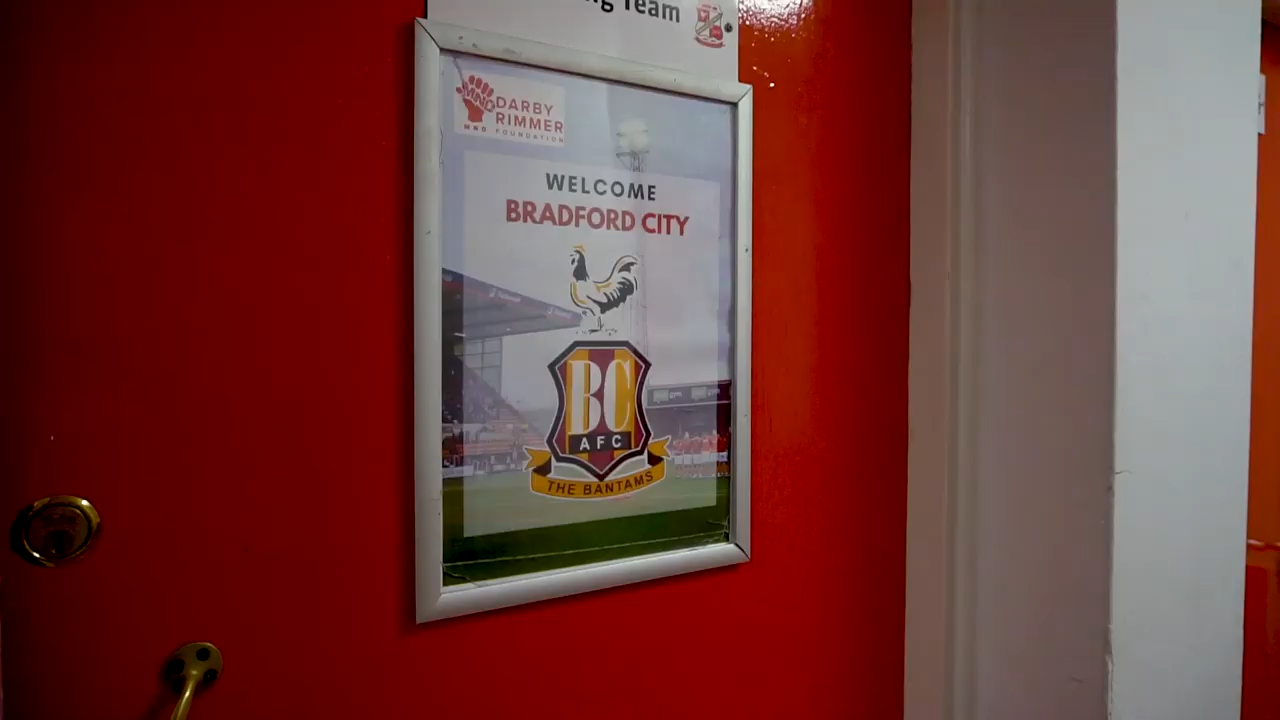 Team
DARBY
RIMMER
MND FOUNDATION
WELCOME
BRADFORD CITY
BC
AFC
THE BANTAMS